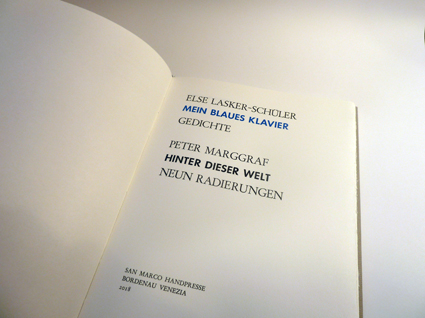 ELSE LASKER-SCHÜLER
MEIN BLAUES KLAVIER
GEDICHTE
PETER MARGGRAF
HINTER DIESER WELT
NEUN RADIERUNGEN
SAN MARCO HANDPRESSE
BORDENAU VENEZIA
2018